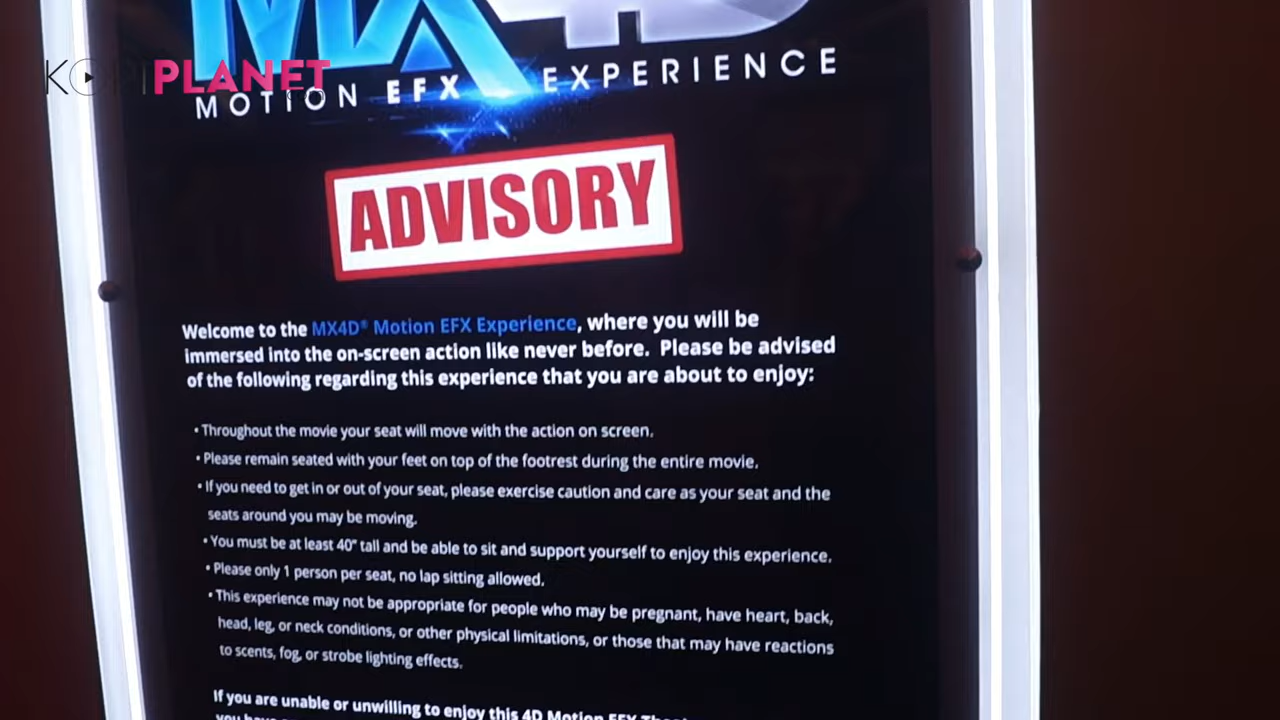 MX4D
KOPIPLANET
MOTION EFX EXPERIENCE
ADVISORY
Welcome to the MX4D® Motion EFX Experience, where you will be
immersed into the on-screen action like never before. Please be advised
of the following regarding this experience that you are about to enjoy:
• Throughout the movie your seat will move with the action on screen.
• Please remain seated with your feet on top of the footrest during the entire movie.
• If you need to get in or out of your seat, please exercise caution and care as your seat and the
seats around you may be moving.
• You must be at least 40" tall and be able to sit and support yourself to enjoy this experience.
• Please only 1 person per seat, no lap sitting allowed.
• This experience may not be appropriate for people who may be pregnant, have heart, back,
head, leg, or neck conditions, or other physical limitations, or those that may have reactions
to scents, fog, or strobe lighting effects.
If you are unable or unwilling to enjoy this 4D Motion EFX